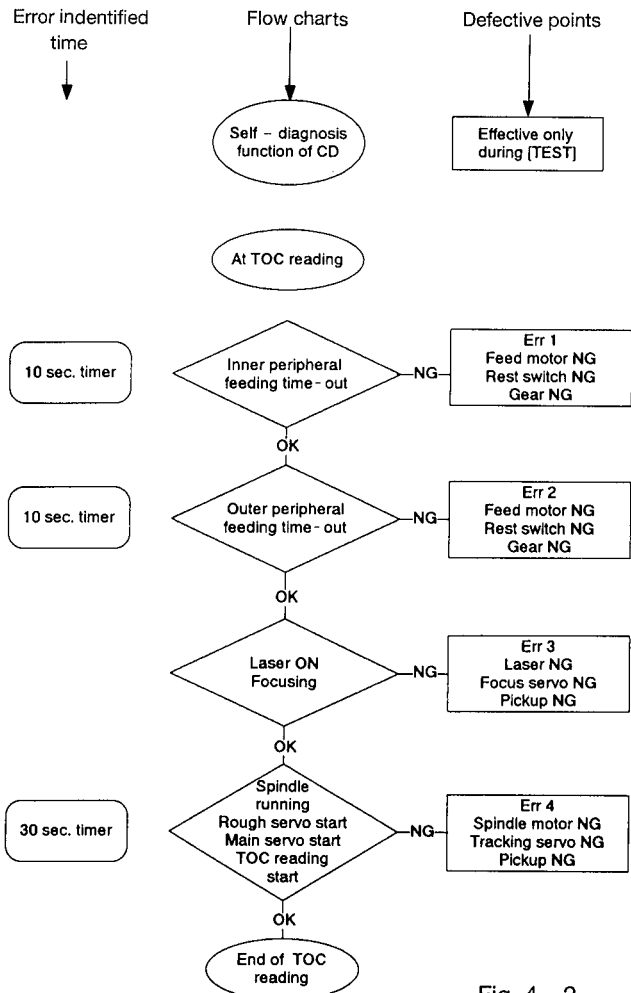 Error indentified
time
Flow charts
Defective points
Self - diagnosis
function of CD
Effective only
during [TEST]
At TOC reading
10 sec. timer
Inner peripheral
feeding time - out
NG
Err 1
Feed motor NG
Rest switch NG
Gear NG
OK
10 sec. timer
Outer peripheral
feeding time - out
NG
Err 2
Feed motor NG
Rest switch NG
Gear NG
OK
Laser ON
Focusing
NG
Err 3
Laser NG
Focus servo NG
Pickup NG
OK
30 sec. timer
Spindle
running
Rough servo start
Main servo start
TOC reading
start
NG
Err 4
Spindle motor NG
Tracking servo NG
Pickup NG
OK
End of TOC
reading
Fig. 4 - 2